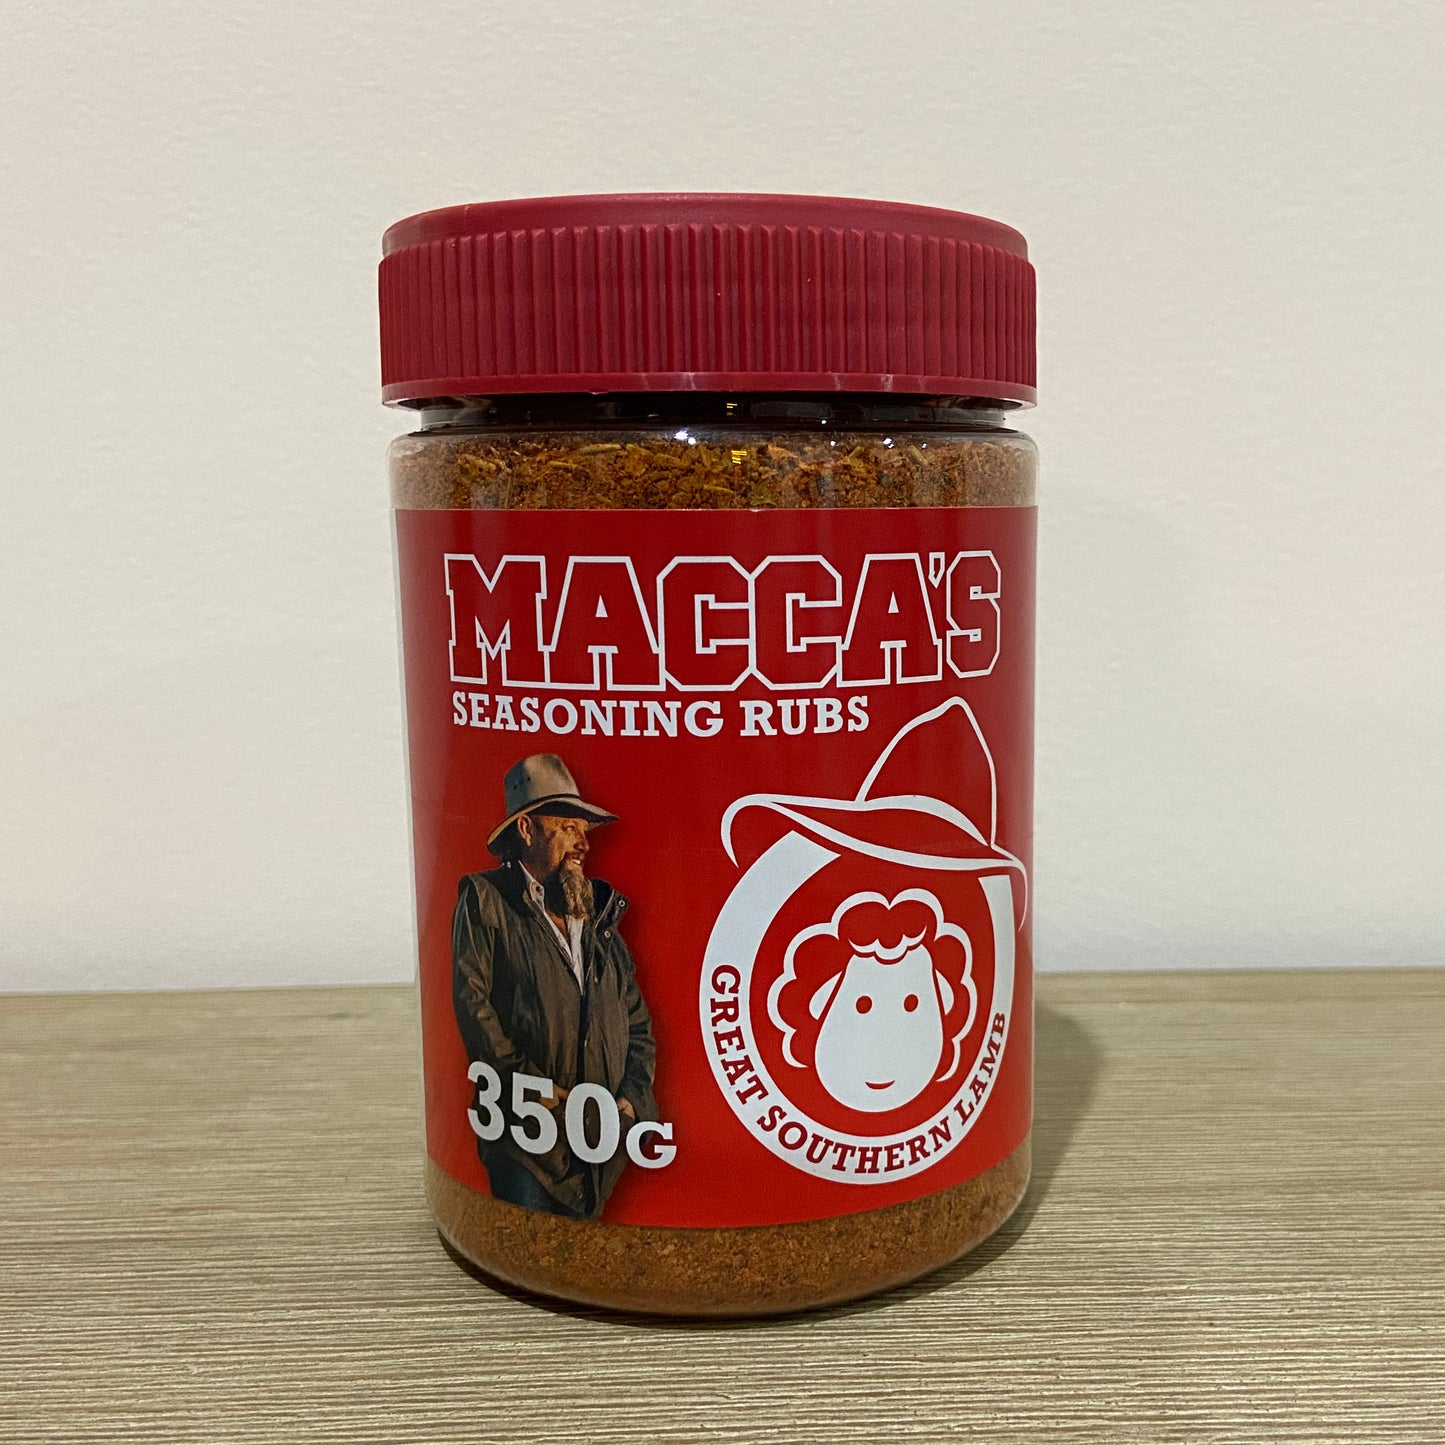 MACCA'S
SEASONING RUBS
350G
GREAT SOUTHERN LAMB